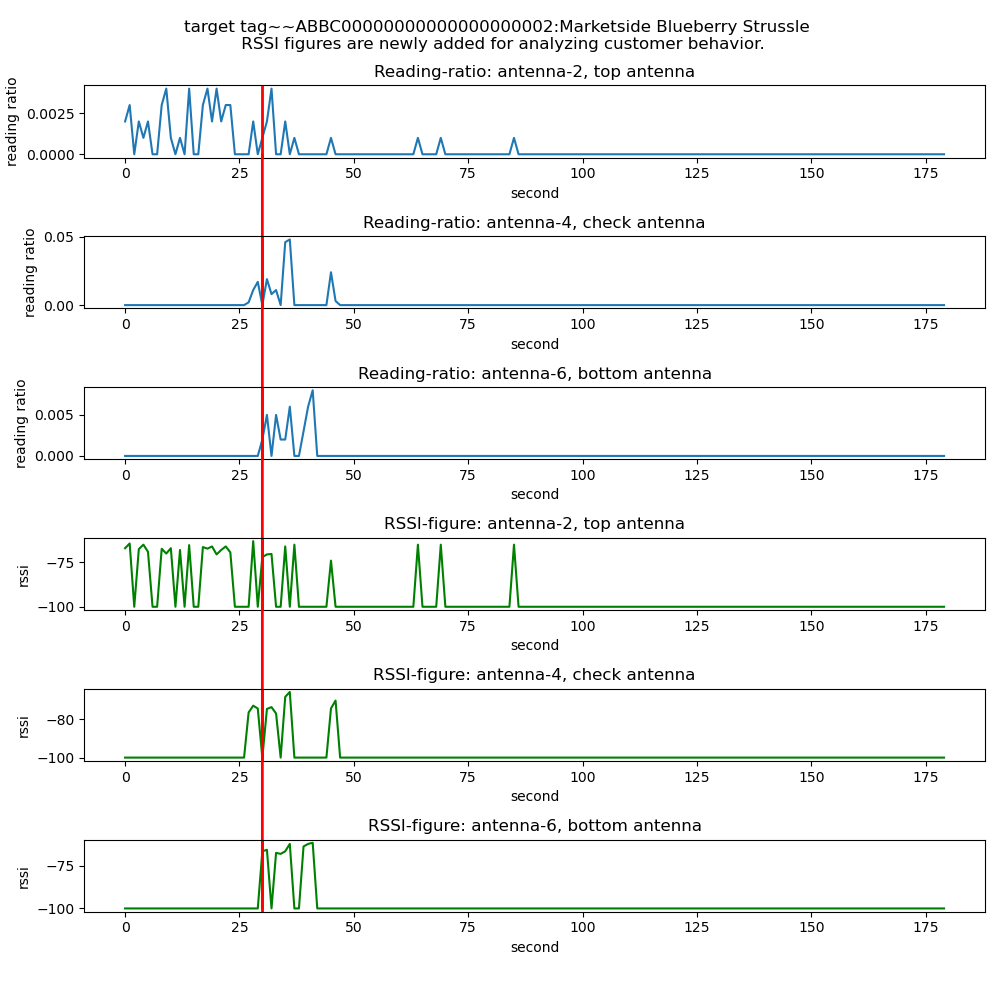 target tag~~ABBC00000000000000000002:Marketside Blueberry Strussle
RSSI figures are newly added for analyzing customer behavior.
Reading-ratio: antenna-2, top antenna
reading ratio
0.0025
0.0000
0 25 50 75 100 125 150 175
second
Reading-ratio: antenna-4, check antenna
reading ratio
0.05
0.00
0 25 50 75 100 125 150 175
second
Reading-ratio: antenna-6, bottom antenna
reading ratio
0.005
0.000
0 25 50 75 100 125 150 175
second
RSSI-figure: antenna-2, top antenna
rssi
−75
−100
0 25 50 75 100 125 150 175
second
RSSI-figure: antenna-4, check antenna
rssi
−80
−100
0 25 50 75 100 125 150 175
second
RSSI-figure: antenna-6, bottom antenna
rssi
−75
−100
0 25 50 75 100 125 150 175
second